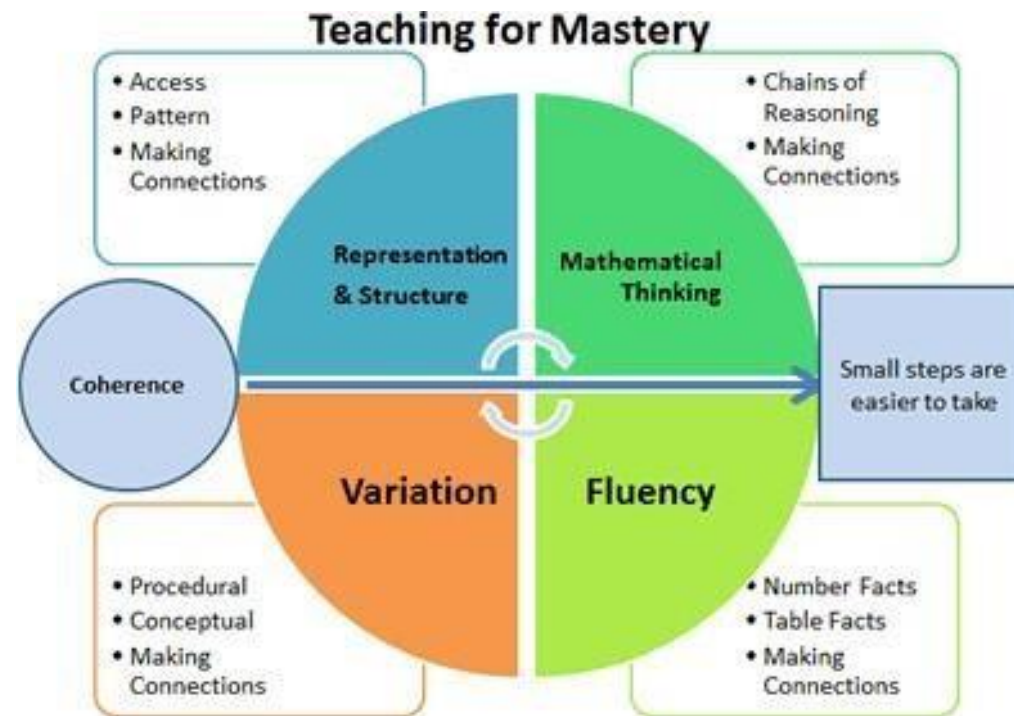 Teaching for Mastery
• Access
• Pattern
• Making
Connections
• Chains of
Reasoning
• Making
Connections
Representation
& Structure
Mathematical
Thinking
Coherence
Small steps are
easier to take
Variation
Fluency
• Procedural
• Conceptual
• Making
Connections
• Number Facts
• Table Facts
• Making
Connections